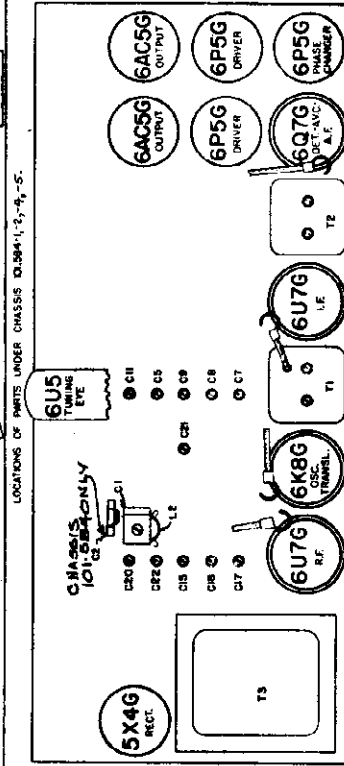 LOCATIONS OF PARTS UNDER CHASSIS 101.584-1,-2,-4,-5.
6AC5G
OUTPUT
6P5G
DRIVER
6P5G
PHASE
CHANGER
6AC5G
OUTPUT
6P5G
DRIVER
6Q7G
DET.-A.V.C.
A.F.
T2
6U5
TUNING
EYE
C11
C5
C9
C8
C7
6U7G
I.F.
T1
C21
CHASSIS
101.584 ONLY
C2
C1
L2
6K8G
OSC.
TRANSL.
C20
C22
C15
C18
C17
6U7G
R.F.
5X4G
RECT.
T3